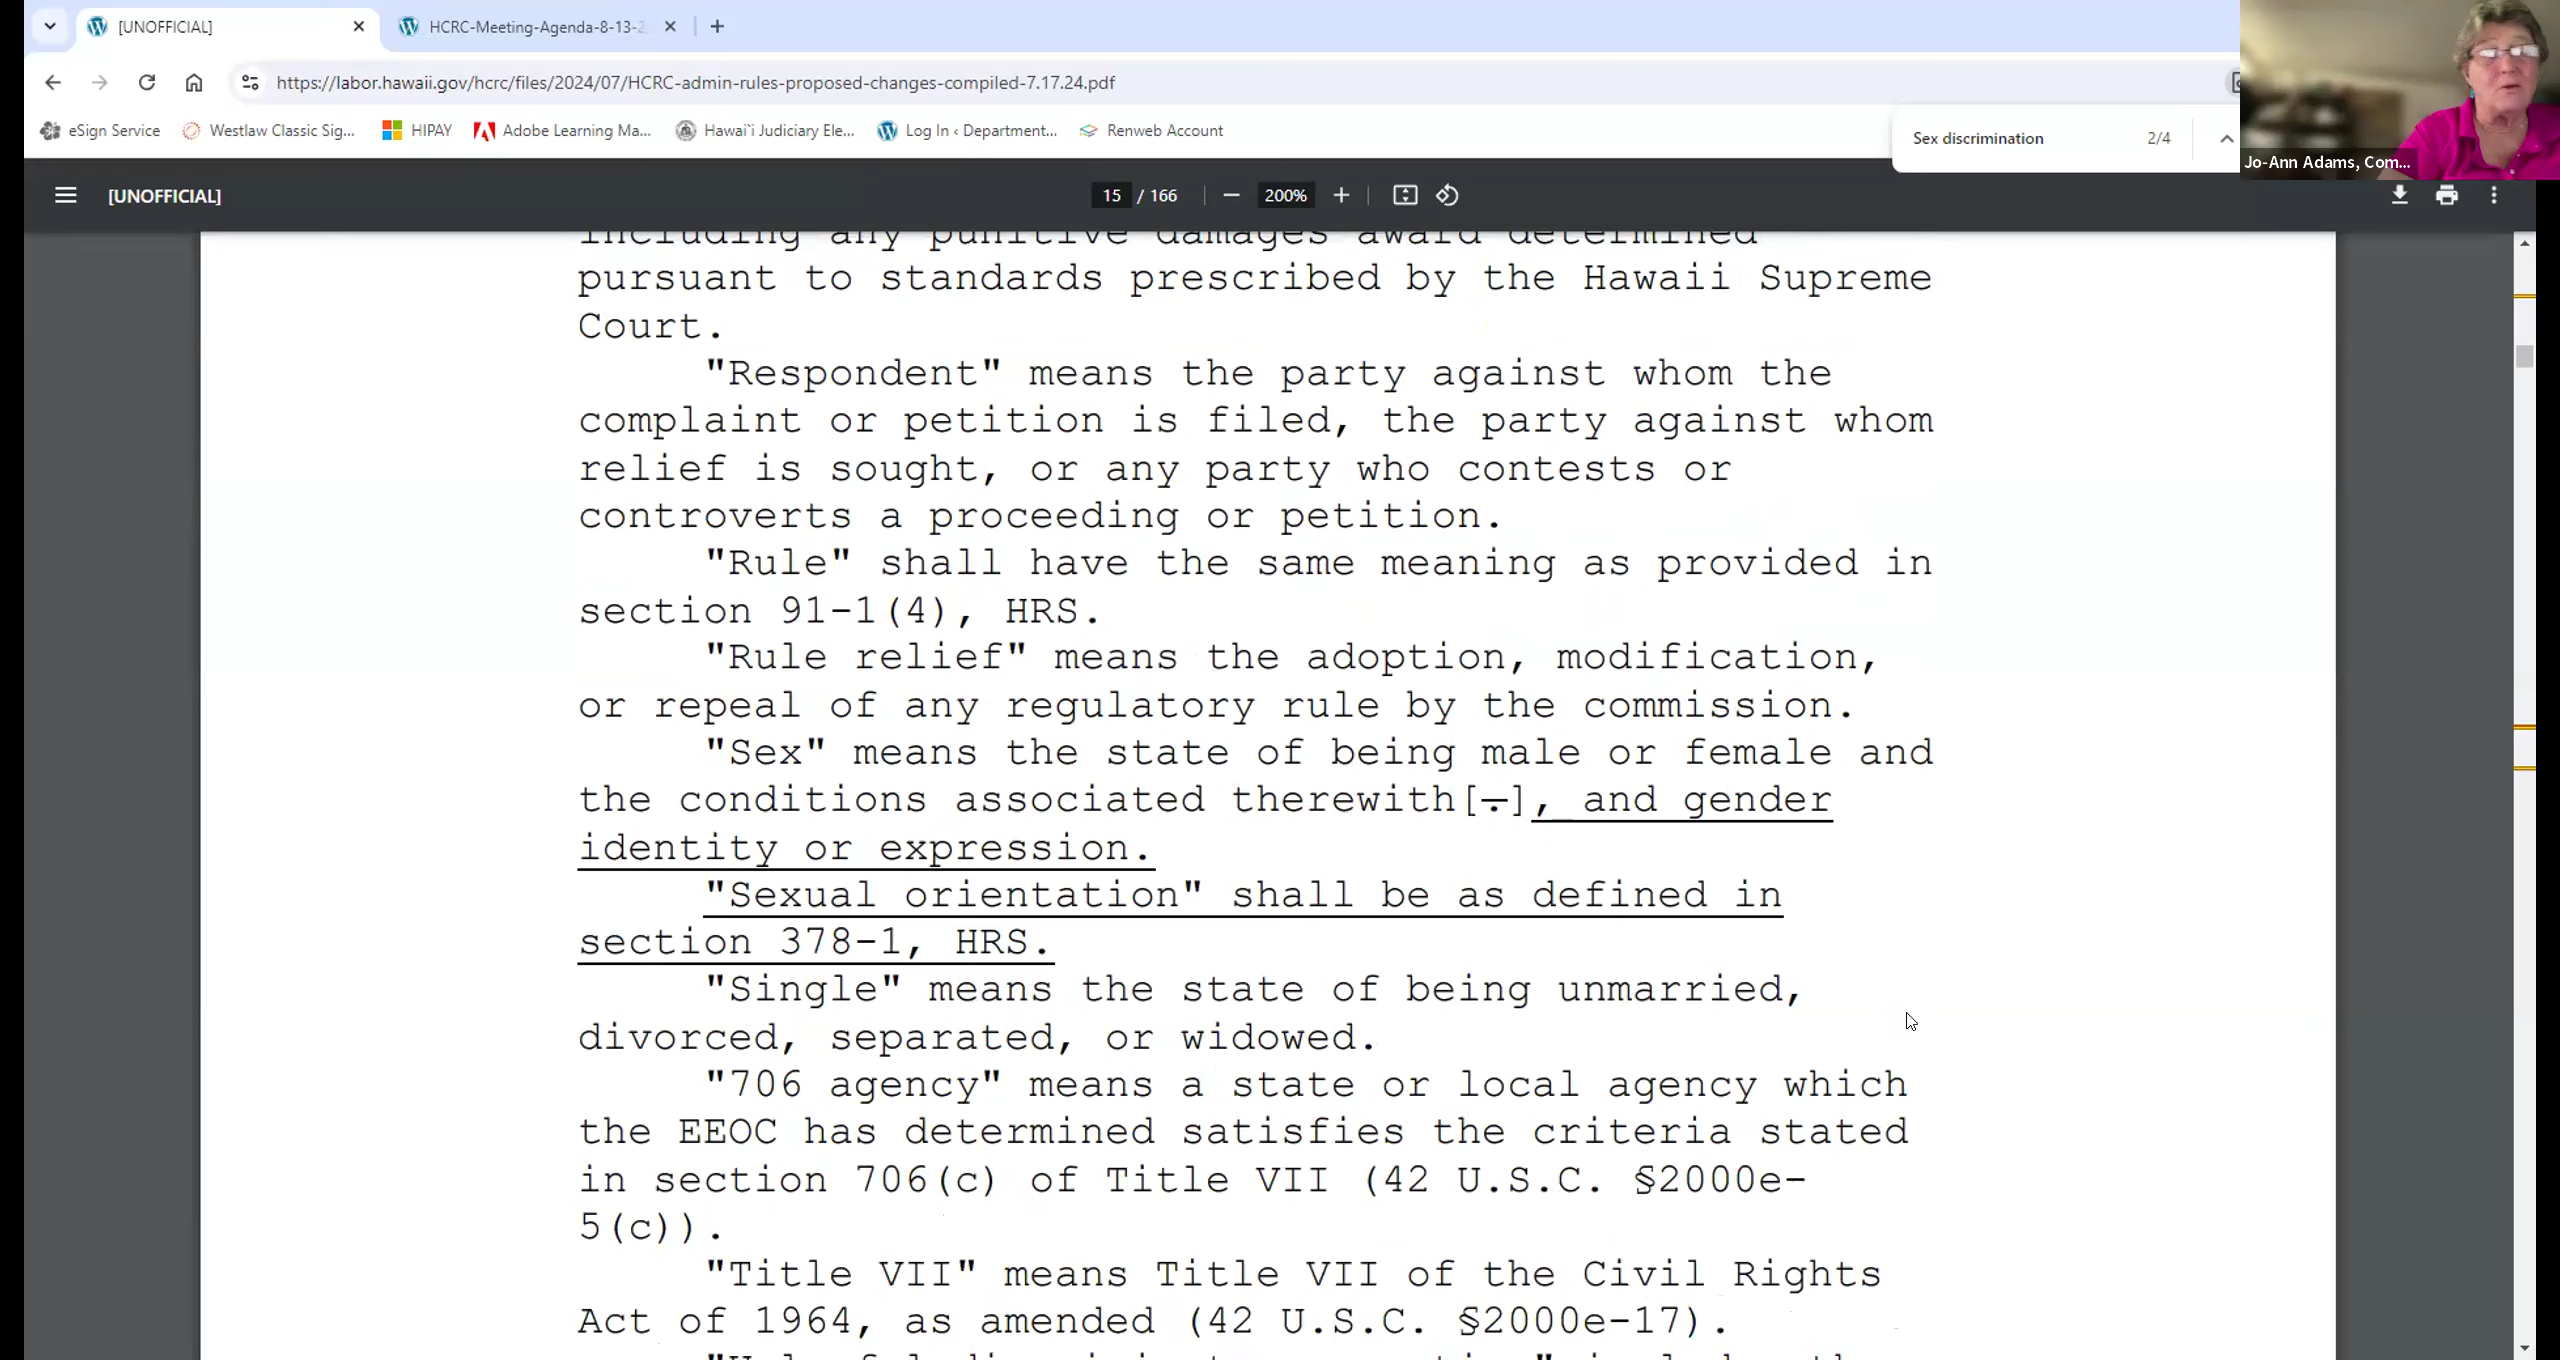 [UNOFFICIAL]
HCRC-Meeting-Agenda-8-13-2
https://labor.hawaii.gov/hcrc/files/2024/07/HCRC-admin-rules-proposed-changes-compiled-7.17.24.pdf
eSign Service Westlaw Classic Sig... HIPAY Adobe Learning Ma... Hawai`i Judiciary Ele... Log In ‹ Department... Renweb Account
Sex discrimination 2/4
Jo-Ann Adams, Com...
[UNOFFICIAL] 15 / 166 200%
including any punitive damages award determined
pursuant to standards prescribed by the Hawaii Supreme
Court.
"Respondent" means the party against whom the
complaint or petition is filed, the party against whom
relief is sought, or any party who contests or
controverts a proceeding or petition.
"Rule" shall have the same meaning as provided in
section 91-1(4), HRS.
"Rule relief" means the adoption, modification,
or repeal of any regulatory rule by the commission.
"Sex" means the state of being male or female and
the conditions associated therewith[.], and gender
identity or expression.
"Sexual orientation" shall be as defined in
section 378-1, HRS.
"Single" means the state of being unmarried,
divorced, separated, or widowed.
"706 agency" means a state or local agency which
the EEOC has determined satisfies the criteria stated
in section 706(c) of Title VII (42 U.S.C. §2000e-
5(c)).
"Title VII" means Title VII of the Civil Rights
Act of 1964, as amended (42 U.S.C. §2000e-17).